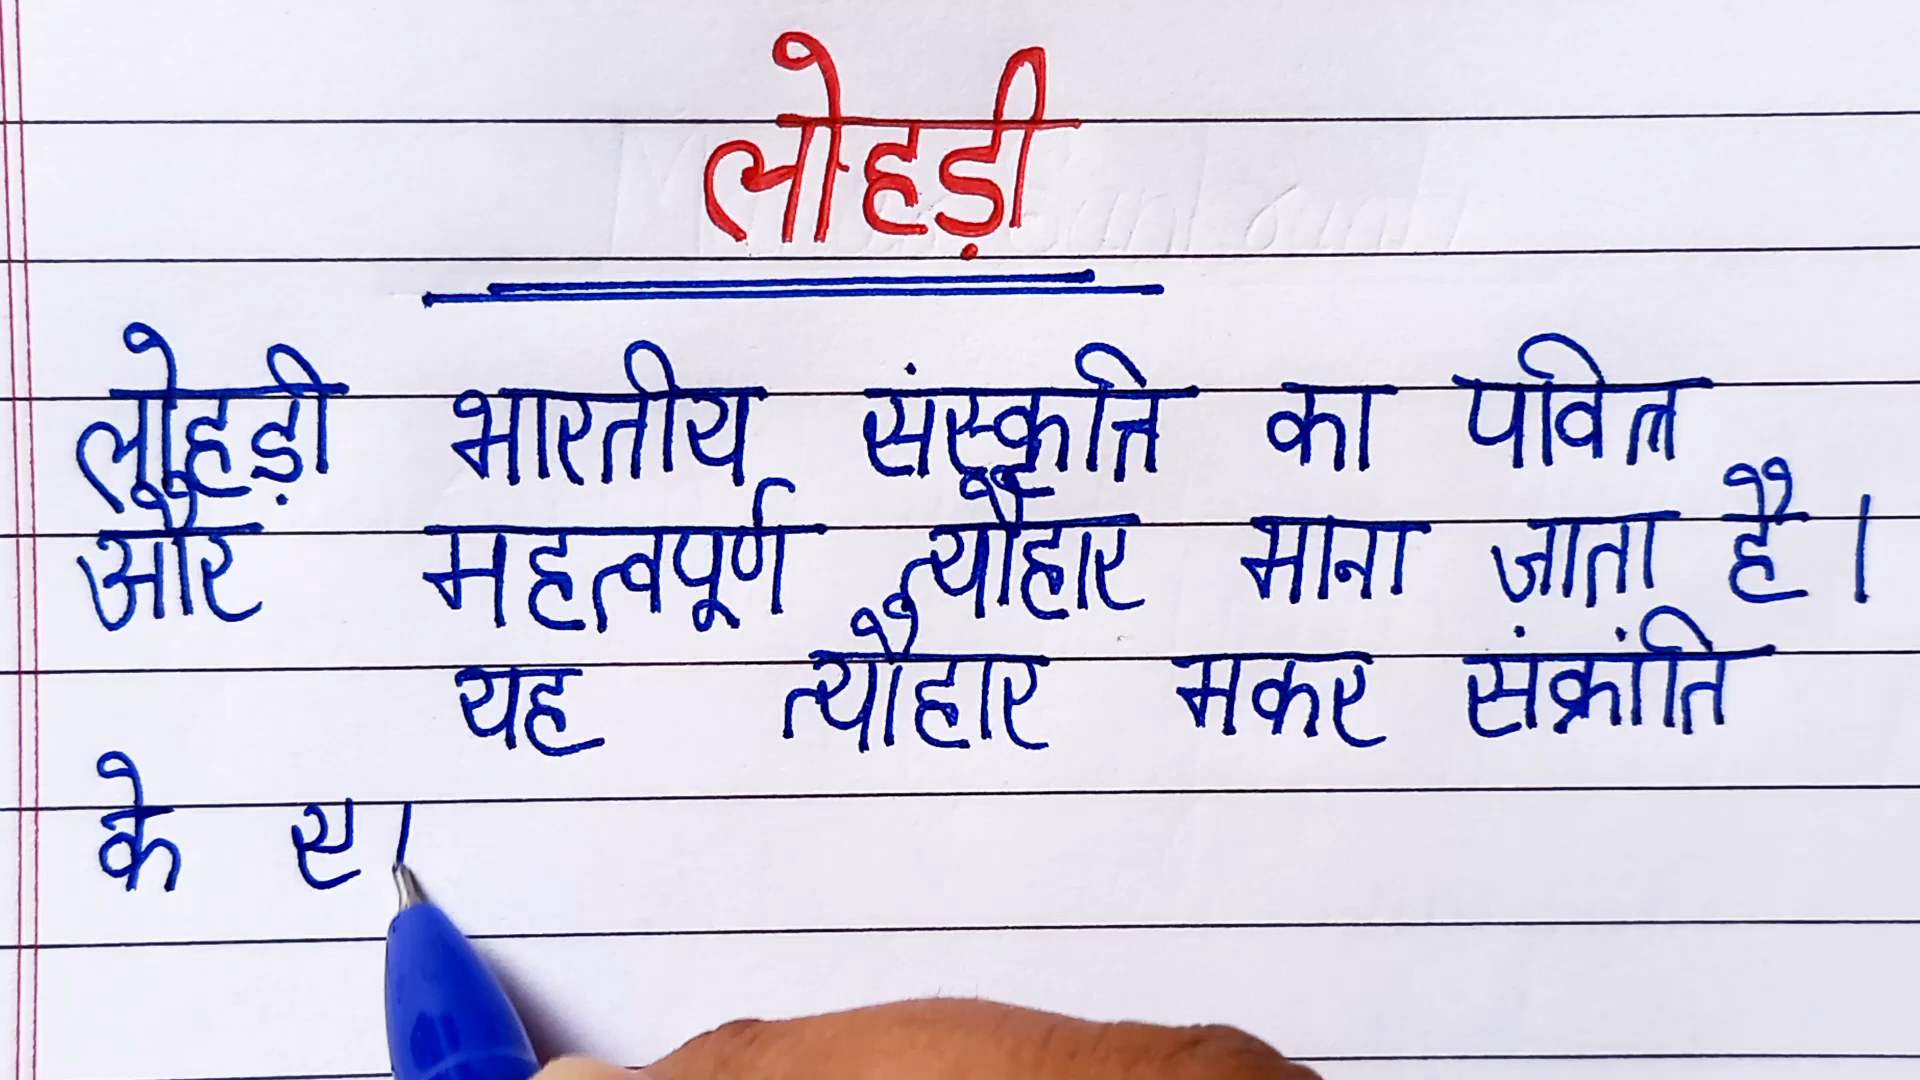 लोहड़ी
लोहड़ी भारतीय संस्कृति का पवित्र
और महत्वपूर्ण त्यौहार माना जाता है।
यह त्यौहार मकर संक्रांति
के